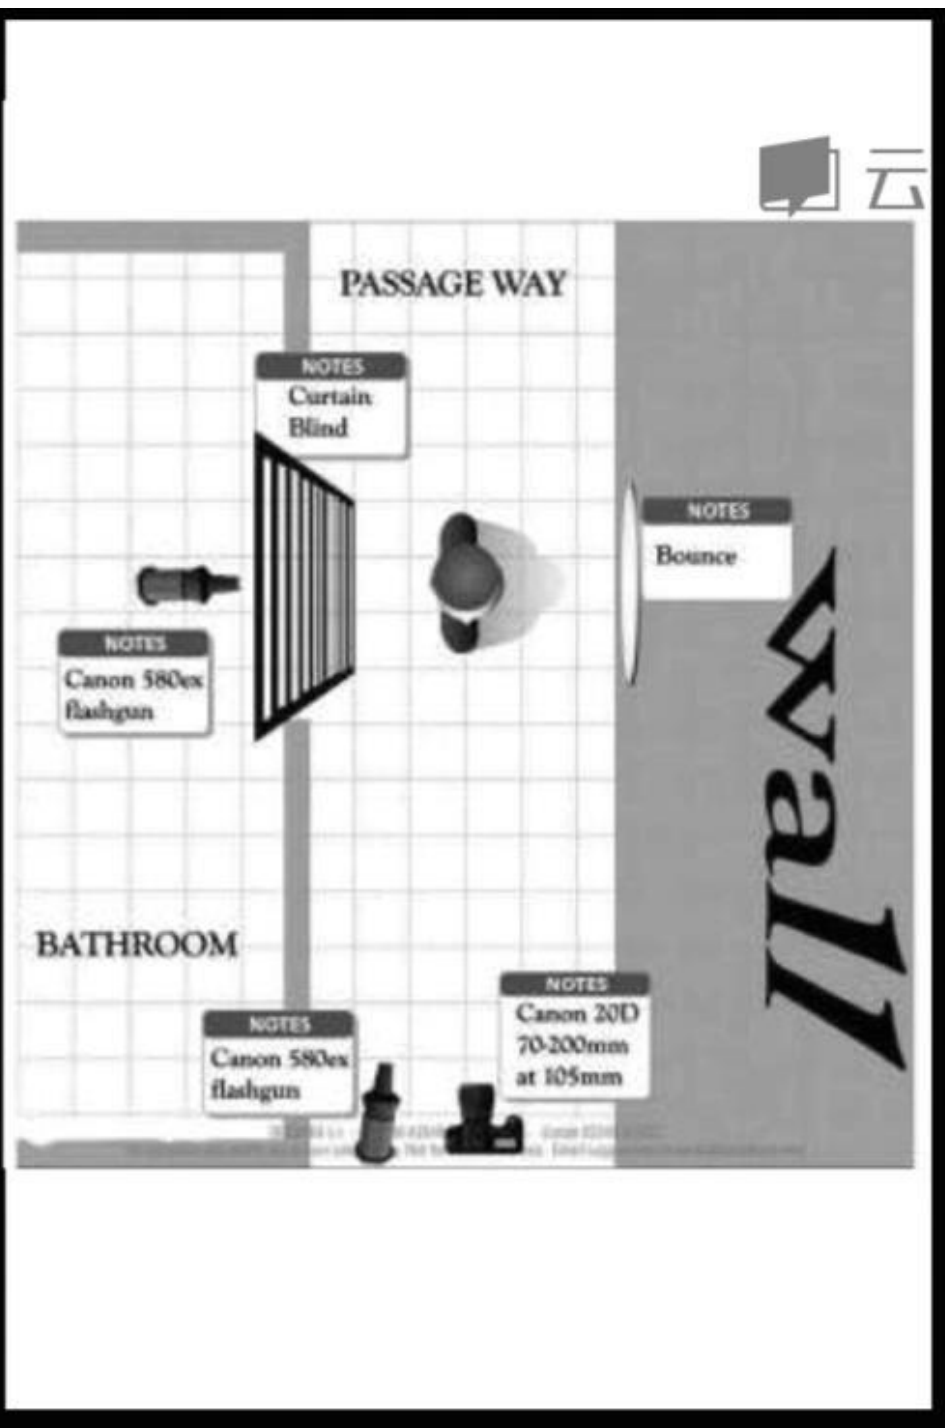 云
PASSAGE WAY
NOTES
Curtain
Blind
NOTES
Bounce
NOTES
Canon 580ex
flashgun
Wall
BATHROOM
NOTES
Canon 20D
70-200mm
at 105mm
NOTES
Canon 580ex
flashgun